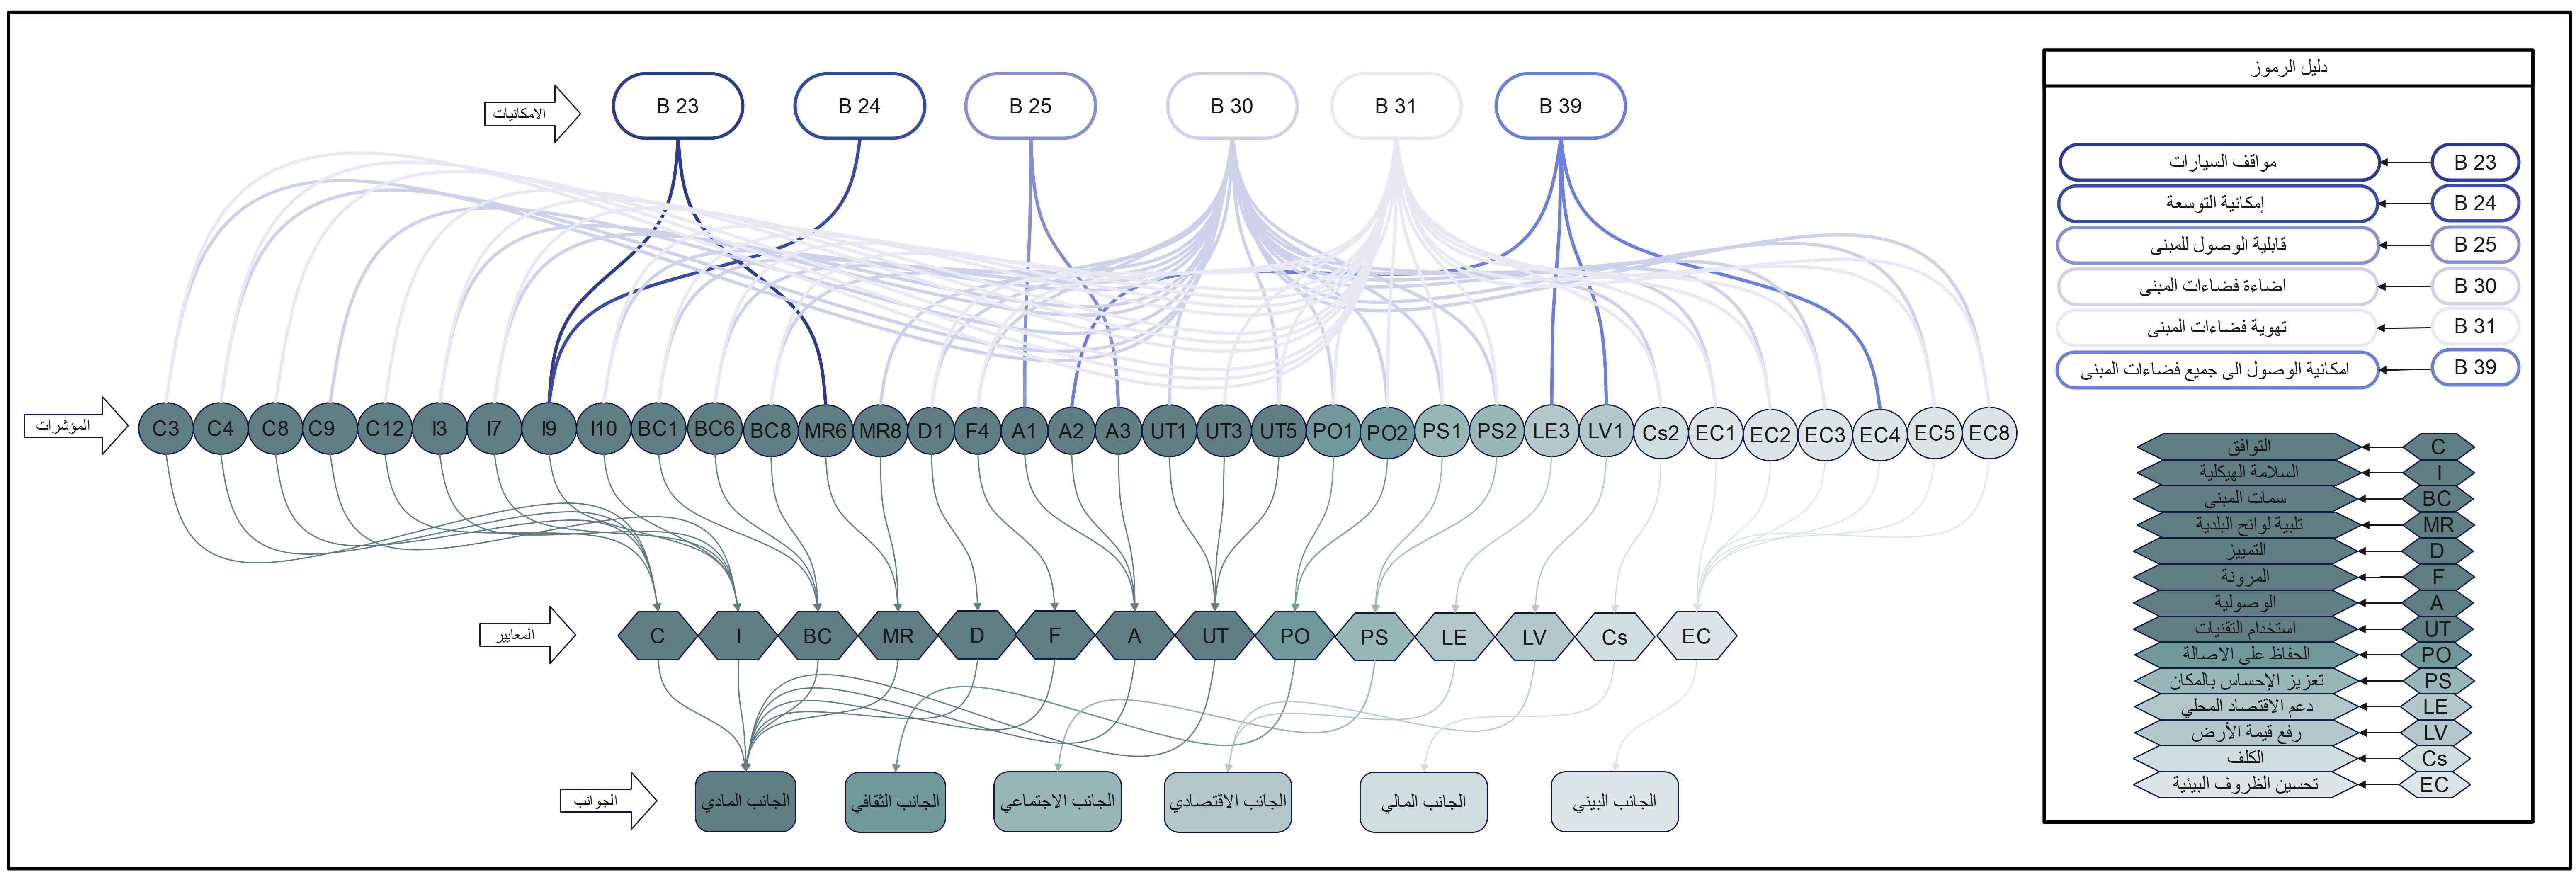 دليل الرموز
الامكانيات
B 23
B 24
B 25
B 30
B 31
B 39
مواقف السيارات
B 23
إمكانية التوسعة
B 24
قابلية الوصول للمبنى
B 25
اضاءة فضاءات المبنى
B 30
تهوية فضاءات المبنى
B 31
امكانية الوصول الى جميع فضاءات المبنى
B 39
المؤشرات
C3
C4
C8
C9
C12
I3
I7
I9
I10
BC1
BC6
BC8
MR6
MR8
D1
F4
A1
A2
A3
UT1
UT3
UT5
PO1
PO2
PS1
PS2
LE3
LV1
Cs2
EC1
EC2
EC3
EC4
EC5
EC8
التوافق
C
السلامة الهيكلية
I
سمات المبنى
BC
تلبية لوائح البلدية
MR
التمييز
D
المرونة
F
الوصولية
A
استخدام التقنيات
UT
الحفاظ على الاصالة
PO
تعزيز الإحساس بالمكان
PS
دعم الاقتصاد المحلي
LE
رفع قيمة الأرض
LV
الكلف
Cs
تحسين الظروف البيئية
EC
المعايير
C
I
BC
MR
D
F
A
UT
PO
PS
LE
LV
Cs
EC
الجوانب
الجانب المادي
الجانب الثقافي
الجانب الاجتماعي
الجانب الاقتصادي
الجانب المالي
الجانب البيئي